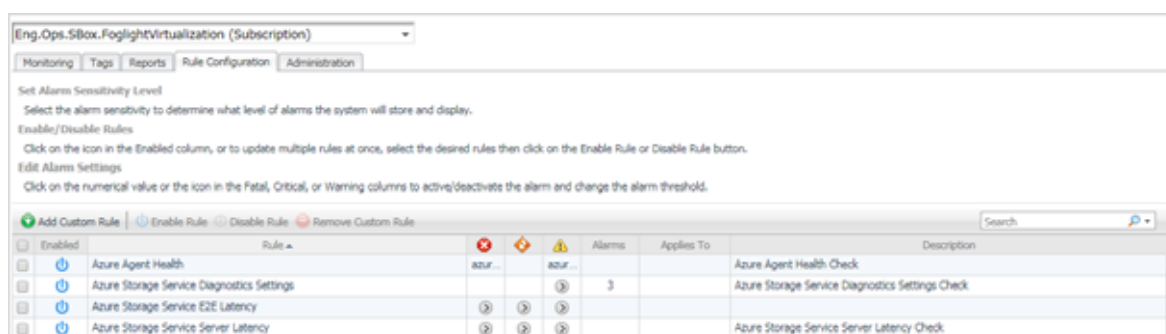 Eng.Ops.SBox.FoglightVirtualization (Subscription)
Monitoring Tags Reports Rule Configuration Administration
Set Alarm Sensitivity Level
Select the alarm sensitivity to determine what level of alarms the system will store and display.
Enable/Disable Rules
Click on the icon in the Enabled column, or to update multiple rules at once, select the desired rules then click on the Enable Rule or Disable Rule button.
Edit Alarm Settings
Click on the numerical value or the icon in the Fatal, Critical, or Warning columns to active/deactivate the alarm and change the alarm threshold.
Add Custom Rule Enable Rule Disable Rule Remove Custom Rule Search
Enabled Rule Alarms Applies To Description
Azure Agent Health azur... azur... Azure Agent Health Check
Azure Storage Service Diagnostics Settings 3 Azure Storage Service Diagnostics Settings Check
Azure Storage Service E2E Latency
Azure Storage Service Server Latency Azure Storage Service Server Latency Check